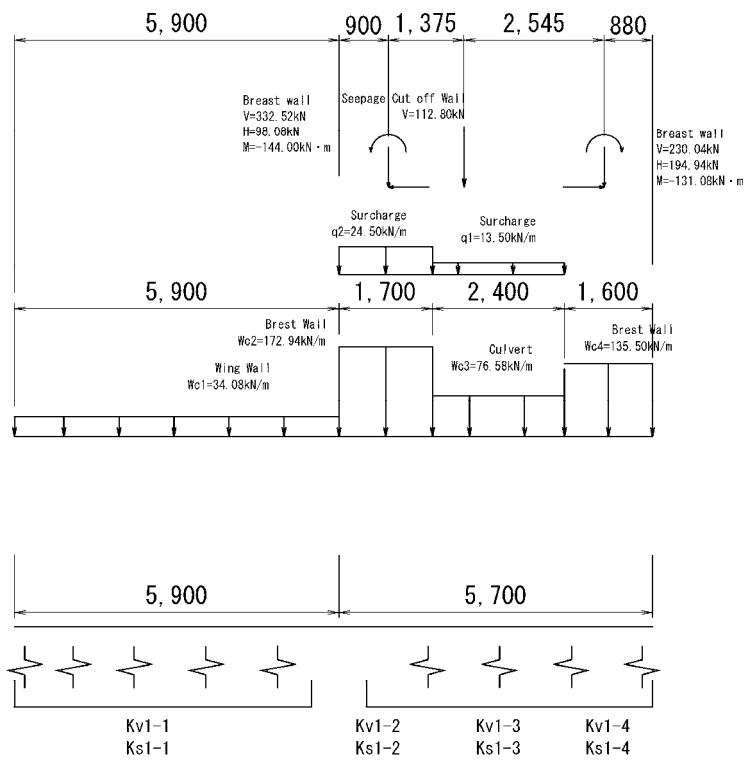 5,900 900 1,375 2,545 880
Breast wall
V=332.52kN
H=98.08kN
M=-144.00kN・m
Seepage Cut off Wall
V=112.80kN
Breast wall
V=230.04kN
H=194.94kN
M=-131.08kN・m
Surcharge
q2=24.50kN/m
Surcharge
q1=13.50kN/m
5,900 1,700 2,400 1,600
Brest Wall
Wc2=172.94kN/m
Wing Wall
Wc1=34.08kN/m
Culvert
Wc3=76.58kN/m
Brest Wall
Wc4=135.50kN/m
5,900 5,700
Kv1-1 Kv1-2 Kv1-3 Kv1-4
Ks1-1 Ks1-2 Ks1-3 Ks1-4